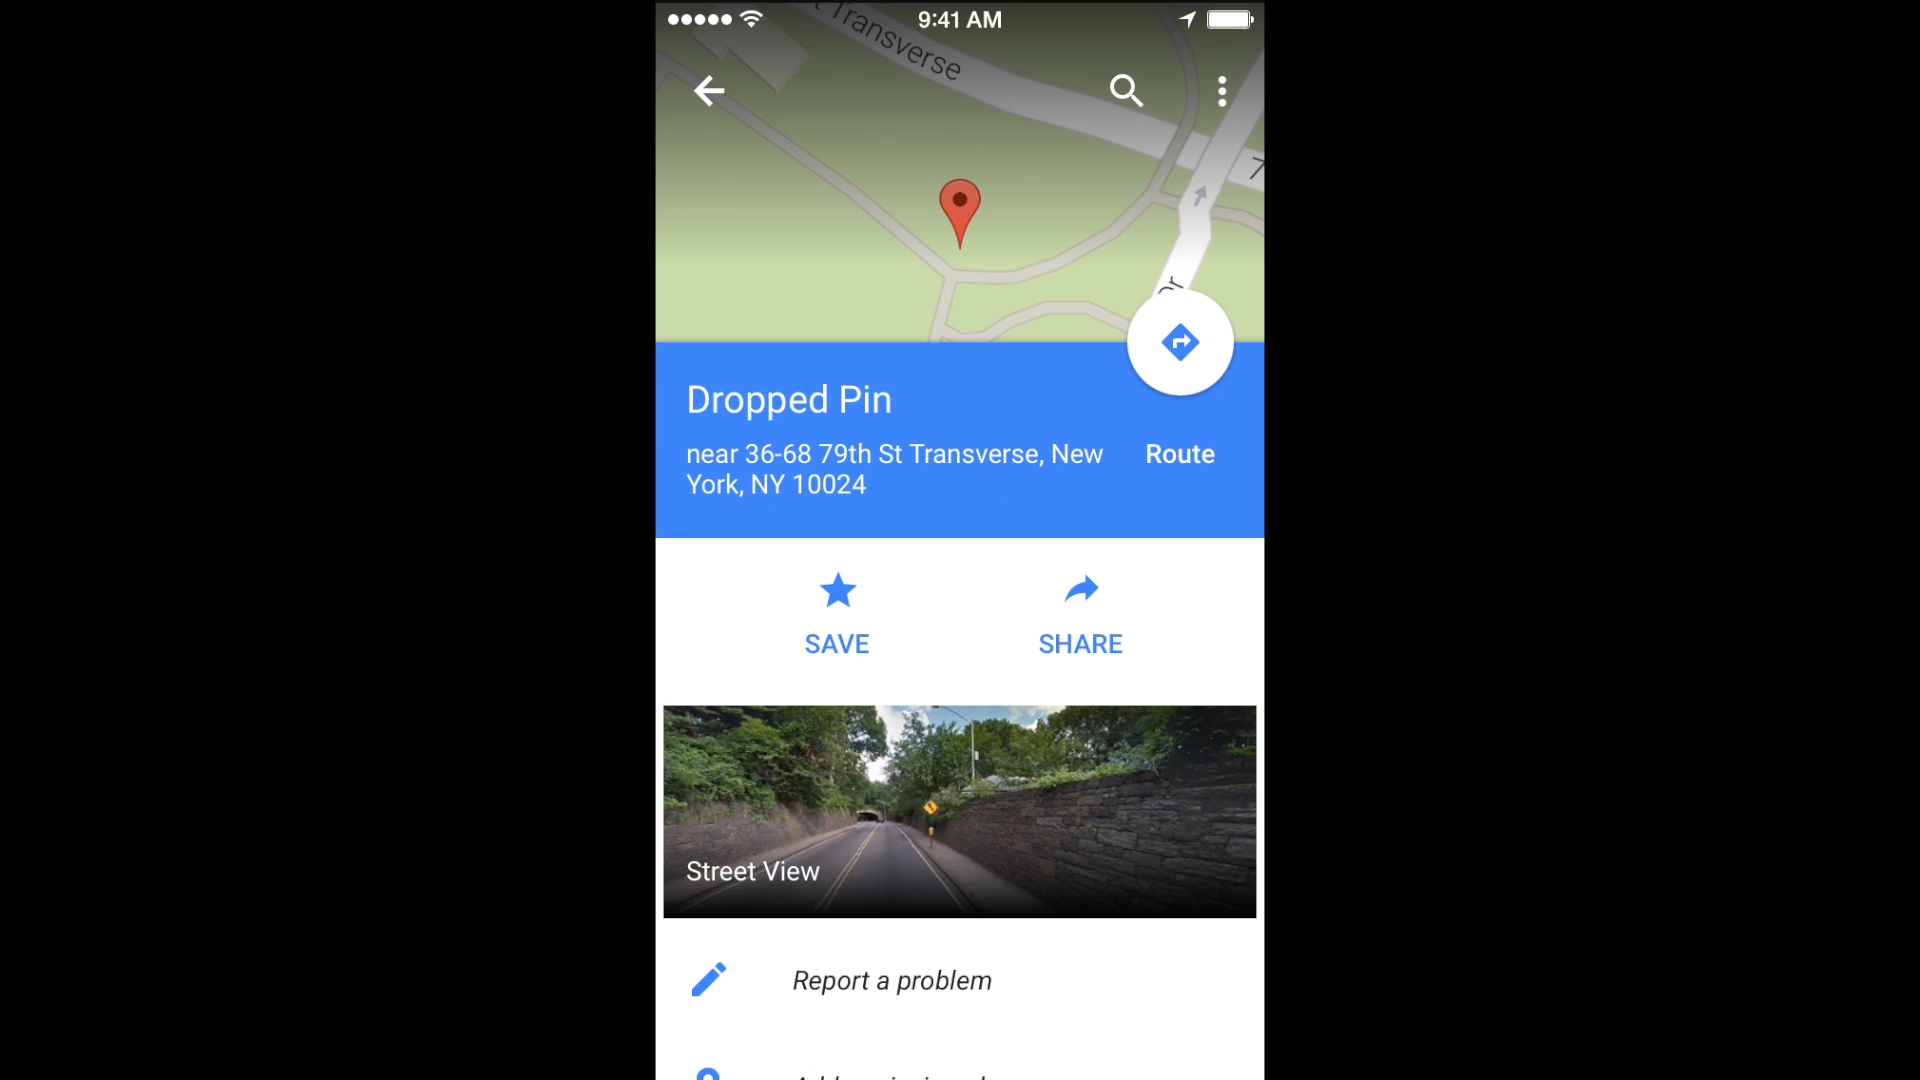 9:41 AM
Transverse
7
Dropped Pin
near 36-68 79th St Transverse, New
York, NY 10024
Route
SAVE
SHARE
Street View
Report a problem